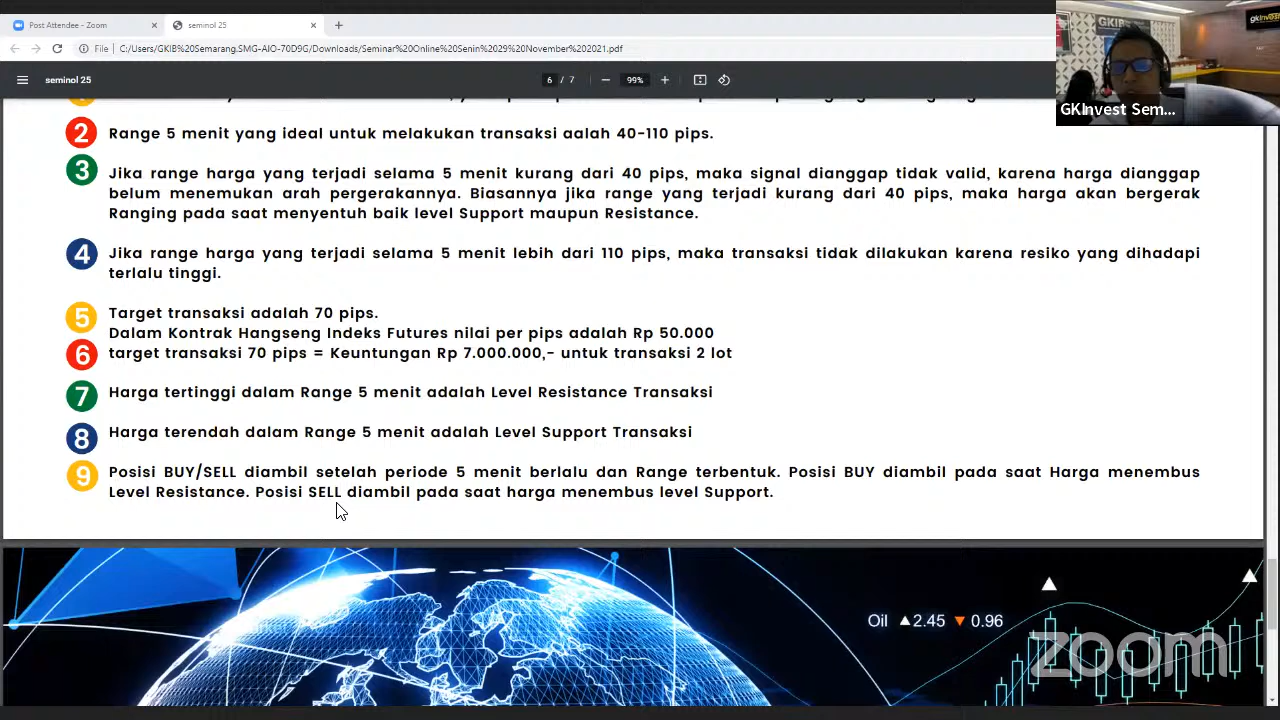 Post Attendee - Zoom
seminol 25
File
C:/Users/GKIB%20Semarang.SMG-AIO-70D9G/Downloads/Seminar%20Online%20Senin%2029%20November%202021.pdf
seminol 25
6 / 7
99%
GKInvest Sem...
2 Range 5 menit yang ideal untuk melakukan transaksi aalah 40-110 pips.
3 Jika range harga yang terjadi selama 5 menit kurang dari 40 pips, maka signal dianggap tidak valid, karena harga dianggap
belum menemukan arah pergerakannya. Biasannya jika range yang terjadi kurang dari 40 pips, maka harga akan bergerak
Ranging pada saat menyentuh baik level Support maupun Resistance.
4 Jika range harga yang terjadi selama 5 menit lebih dari 110 pips, maka transaksi tidak dilakukan karena resiko yang dihadapi
terlalu tinggi.
5 Target transaksi adalah 70 pips.
Dalam Kontrak Hangseng Indeks Futures nilai per pips adalah Rp 50.000
6 target transaksi 70 pips = Keuntungan Rp 7.000.000,- untuk transaksi 2 lot
7 Harga tertinggi dalam Range 5 menit adalah Level Resistance Transaksi
8 Harga terendah dalam Range 5 menit adalah Level Support Transaksi
9 Posisi BUY/SELL diambil setelah periode 5 menit berlalu dan Range terbentuk. Posisi BUY diambil pada saat Harga menembus
Level Resistance. Posisi SELL diambil pada saat harga menembus level Support.
Oil ▲2.45 ▼0.96
zoom